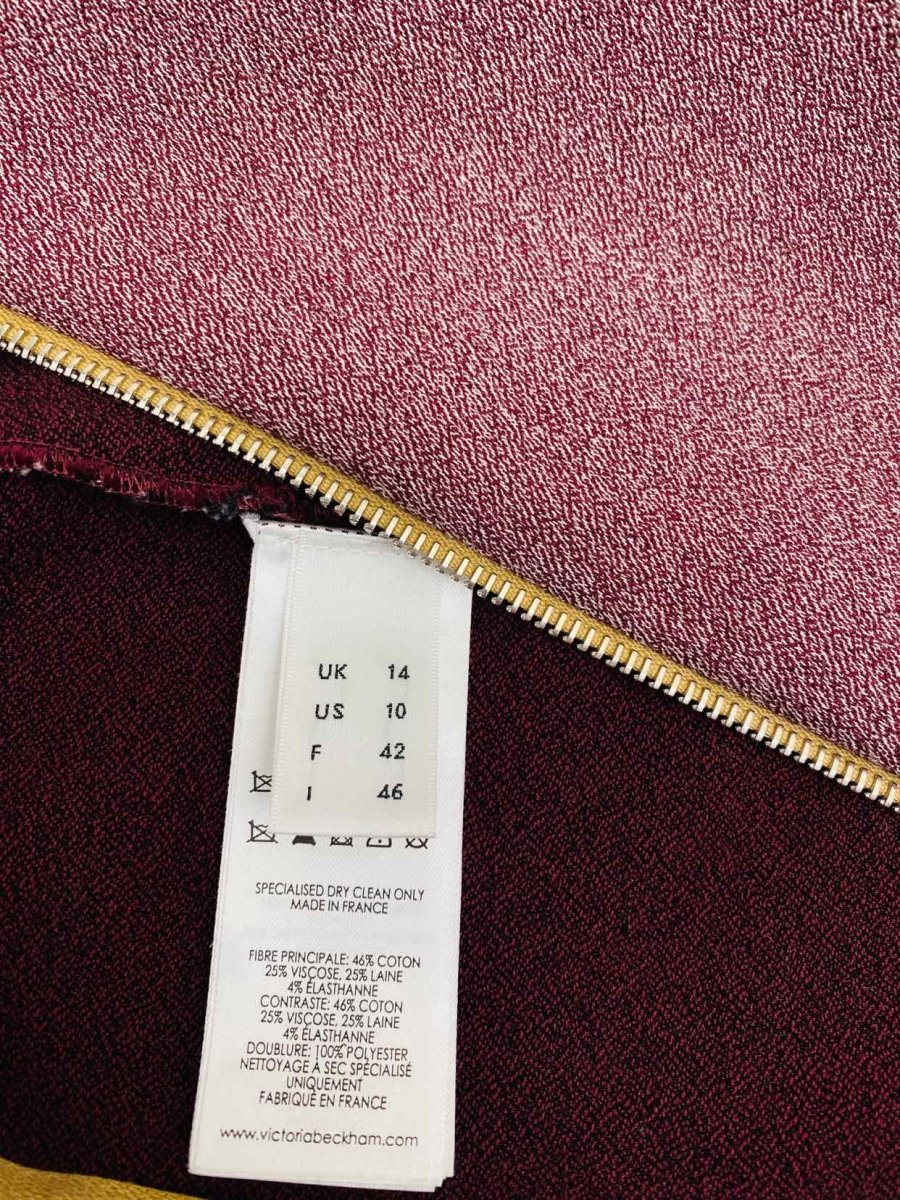 UK 14
US 10
F 42
I 46
SPECIALISED DRY CLEAN ONLY
MADE IN FRANCE
FIBRE PRINCIPALE: 46% COTON
25% VISCOSE, 25% LAINE
4% ÉLASTHANNE
CONTRASTE: 46% COTON
25% VISCOSE, 25% LAINE
4% ÉLASTHANNE
DOUBLURE: 100% POLYESTER
NETTOYAGE À SEC SPÉCIALISÉ
UNIQUEMENT
FABRIQUÉ EN FRANCE
www.victoriabeckham.com